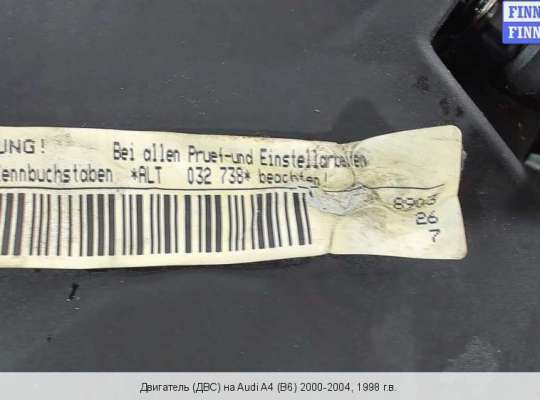 FINN
FINN
UNG! Bei allen Pruef-und Einstellarbeiten
Kennbuchstaben *ALT 032 738* beachten!
8903
26
7
Двигатель (ДВС) на Audi A4 (B6) 2000-2004, 1998 г.в.